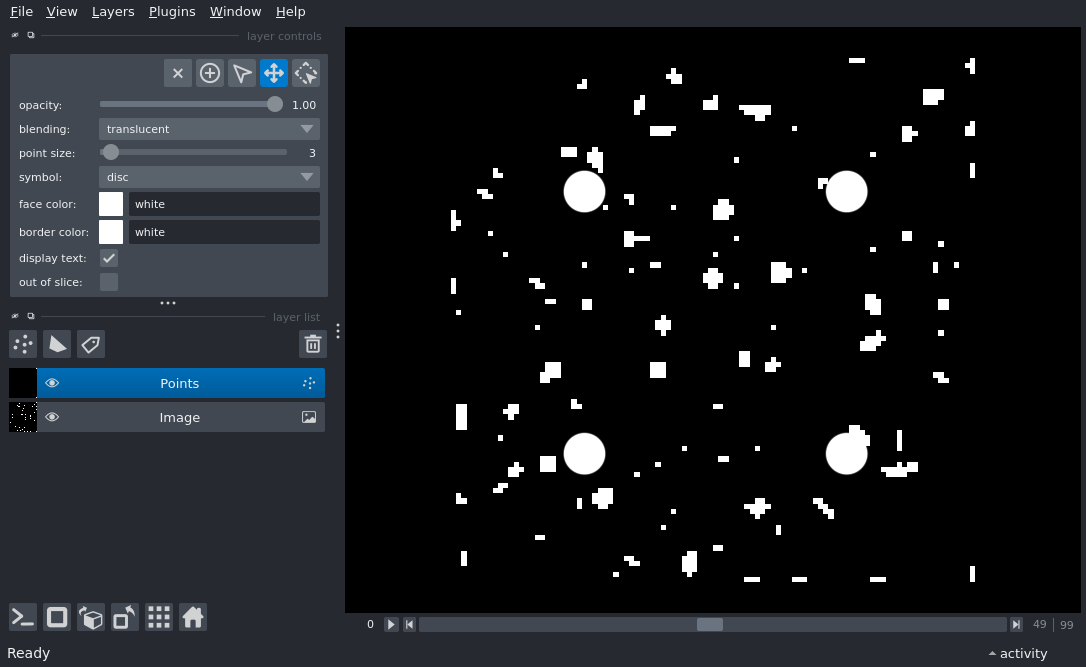 File View Layers Plugins Window Help
layer controls
opacity: 1.00
blending: translucent
point size: 3
symbol: disc
face color: white
border color: white
display text:
out of slice:
layer list
Points
Image
0 49 | 99
Ready activity